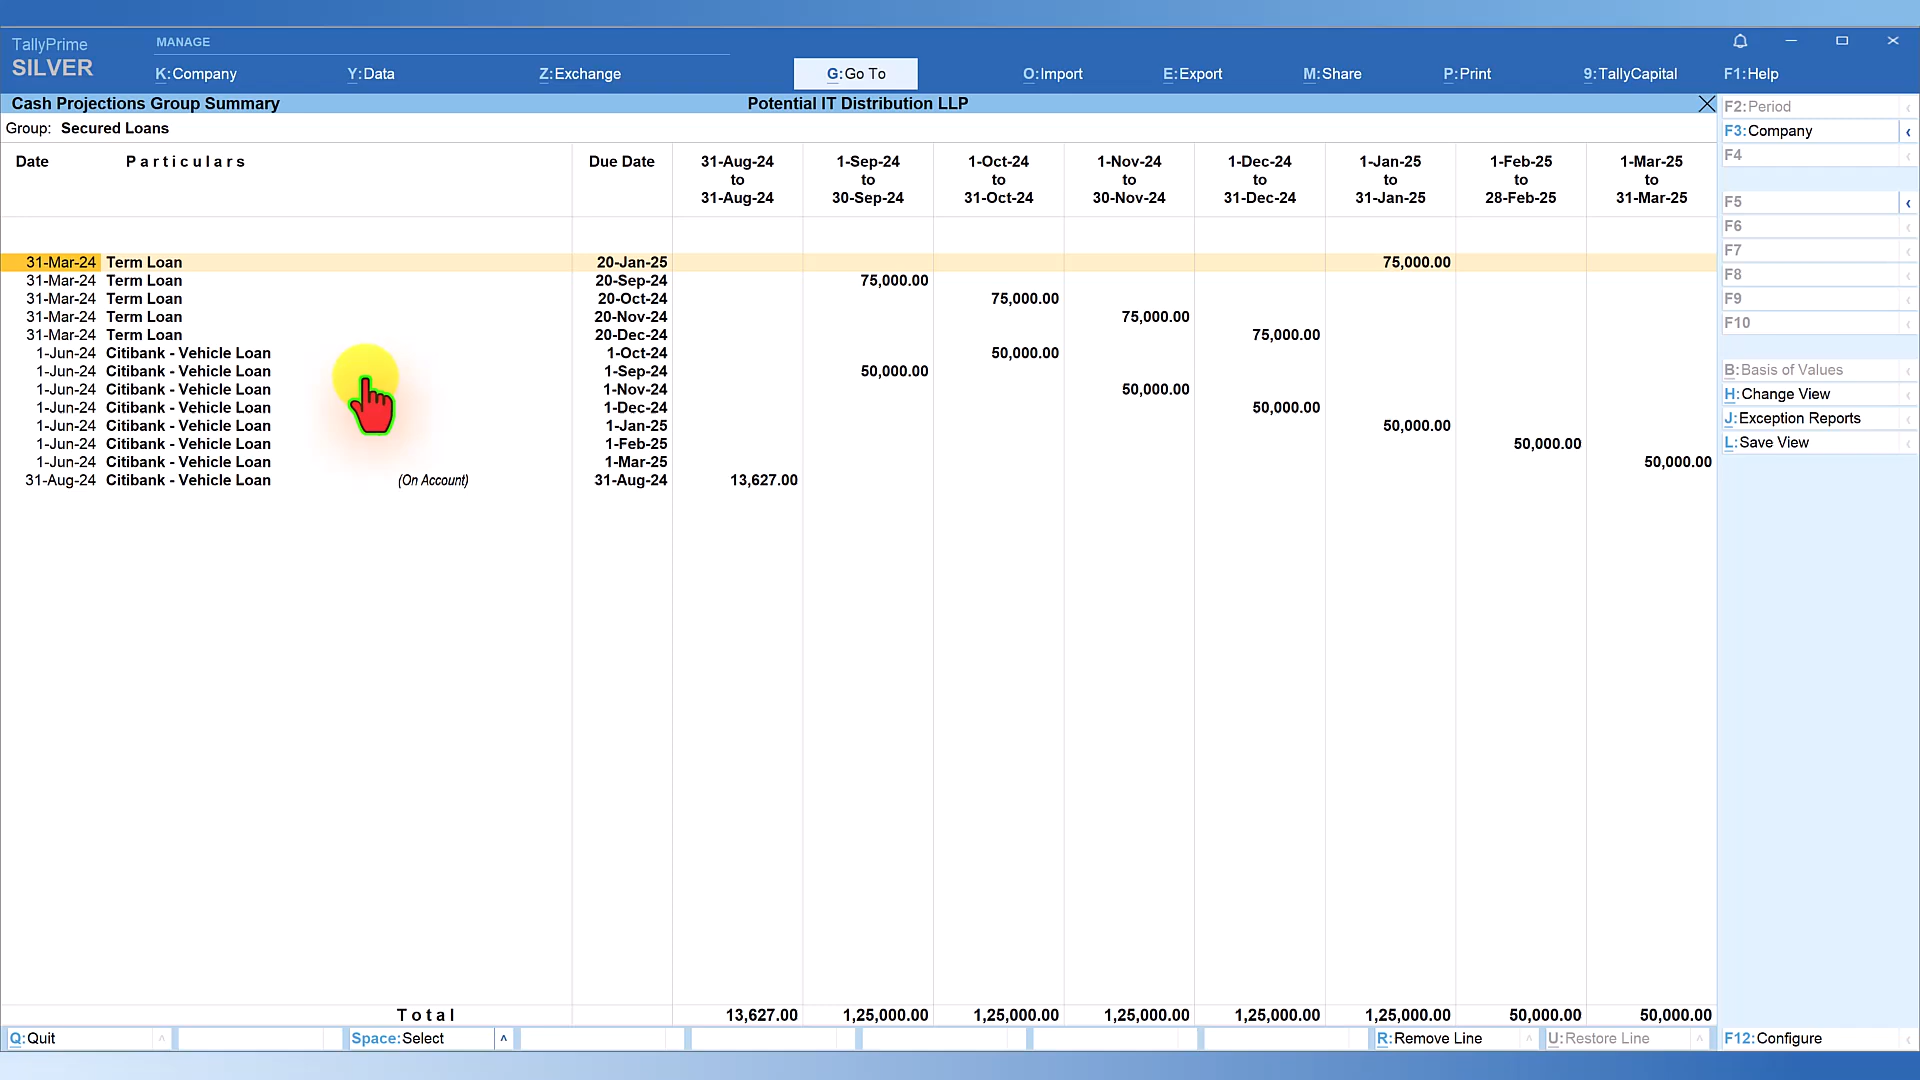 TallyPrime
SILVER
MANAGE
K:Company Y:Data Z:Exchange G:Go To O:Import E:Export M:Share P:Print 9:TallyCapital F1:Help
Cash Projections Group Summary Potential IT Distribution LLP
Group: Secured Loans
Date Particulars Due Date 31-Aug-24 1-Sep-24 1-Oct-24 1-Nov-24 1-Dec-24 1-Jan-25 1-Feb-25 1-Mar-25
to to to to to to to to
31-Aug-24 30-Sep-24 31-Oct-24 30-Nov-24 31-Dec-24 31-Jan-25 28-Feb-25 31-Mar-25
31-Mar-24 Term Loan 20-Jan-25 75,000.00
31-Mar-24 Term Loan 20-Sep-24 75,000.00
31-Mar-24 Term Loan 20-Oct-24 75,000.00
31-Mar-24 Term Loan 20-Nov-24 75,000.00
31-Mar-24 Term Loan 20-Dec-24 75,000.00
1-Jun-24 Citibank - Vehicle Loan 1-Oct-24 50,000.00
1-Jun-24 Citibank - Vehicle Loan 1-Sep-24 50,000.00
1-Jun-24 Citibank - Vehicle Loan 1-Nov-24 50,000.00
1-Jun-24 Citibank - Vehicle Loan 1-Dec-24 50,000.00
1-Jun-24 Citibank - Vehicle Loan 1-Jan-25 50,000.00
1-Jun-24 Citibank - Vehicle Loan 1-Feb-25 50,000.00
1-Jun-24 Citibank - Vehicle Loan 1-Mar-25 50,000.00
31-Aug-24 Citibank - Vehicle Loan (On Account) 31-Aug-24 13,627.00
Total 13,627.00 1,25,000.00 1,25,000.00 1,25,000.00 1,25,000.00 1,25,000.00 50,000.00 50,000.00
Q:Quit Space:Select R:Remove Line U:Restore Line
F2:Period
F3:Company
F4
F5
F6
F7
F8
F9
F10
B:Basis of Values
H:Change View
J:Exception Reports
L:Save View
F12:Configure